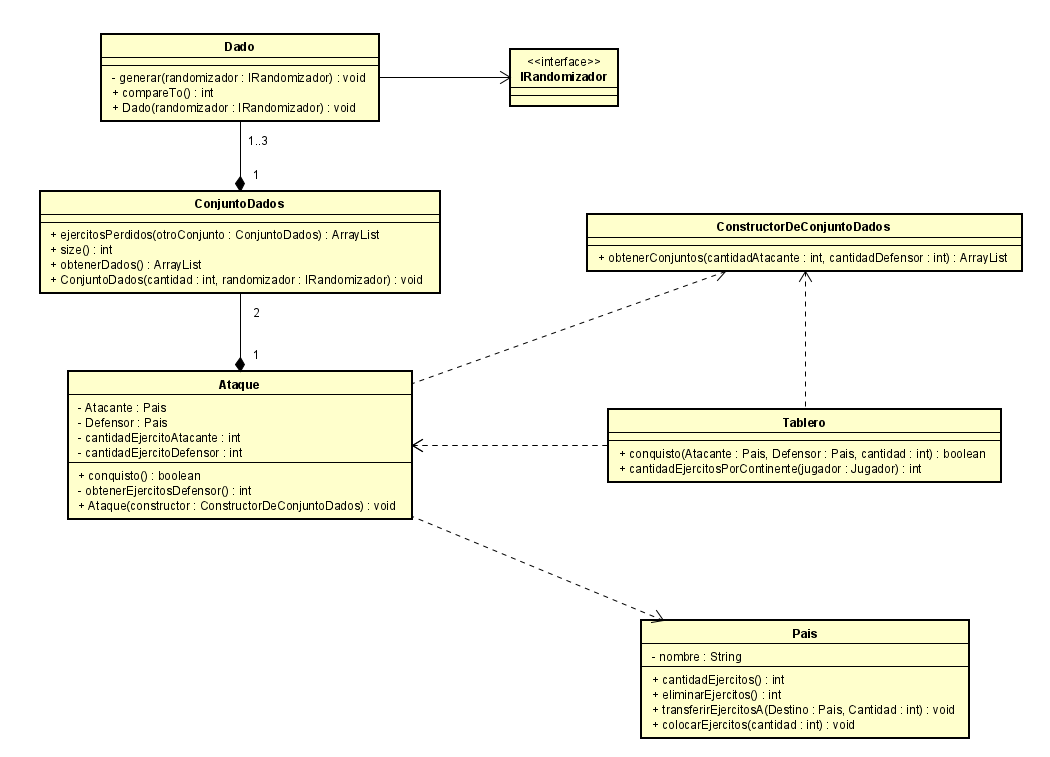 Dado
- generar(randomizador : IRandomizador) : void
+ compareTo() : int
+ Dado(randomizador : IRandomizador) : void
<<interface>>
IRandomizador
1..3
1
ConjuntoDados
+ ejercitosPerdidos(otroConjunto : ConjuntoDados) : ArrayList
+ size() : int
+ obtenerDados() : ArrayList
+ ConjuntoDados(cantidad : int, randomizador : IRandomizador) : void
ConstructorDeConjuntoDados
+ obtenerConjuntos(cantidadAtacante : int, cantidadDefensor : int) : ArrayList
2
1
Ataque
- Atacante : Pais
- Defensor : Pais
- cantidadEjercitoAtacante : int
- cantidadEjercitoDefensor : int
+ conquisto() : boolean
- obtenerEjercitosDefensor() : int
+ Ataque(constructor : ConstructorDeConjuntoDados) : void
Tablero
+ conquisto(Atacante : Pais, Defensor : Pais, cantidad : int) : boolean
+ cantidadEjercitosPorContinente(jugador : Jugador) : int
Pais
- nombre : String
+ cantidadEjercitos() : int
+ eliminarEjercitos() : int
+ transferirEjercitosA(Destino : Pais, Cantidad : int) : void
+ colocarEjercitos(cantidad : int) : void